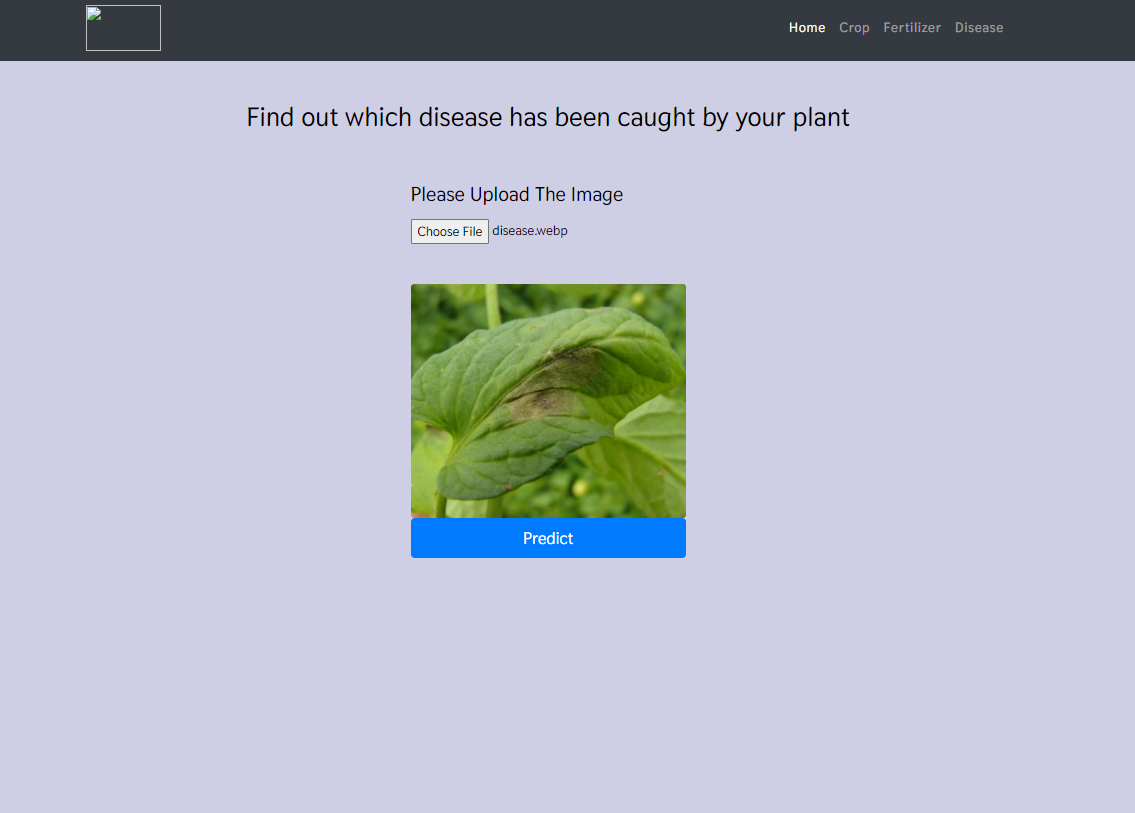 Home Crop Fertilizer Disease
Find out which disease has been caught by your plant
Please Upload The Image
Choose File disease.webp
Predict